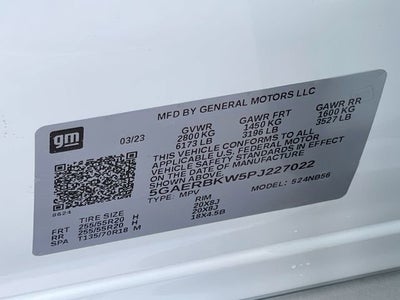 gm
MFD BY GENERAL MOTORS LLC
03/23
GVWR GAWR FRT GAWR RR
2800 KG 1450 KG 1600 KG
6173 LB 3196 LB 3527 LB
THIS VEHICLE CONFORMS TO ALL
APPLICABLE U.S. FEDERAL MOTOR
VEHICLE SAFETY STANDARDS IN EFFECT
ON THE DATE OF MANUFACTURE
SHOWN ABOVE.
5GAERBKW5PJ227022
TYPE: MPV MODEL: 524NB56
8624
TIRE SIZE RIM
FRT 255/55R20 H 20X8J
RR 255/55R20 H 20X8J
SPA T135/70R18 M 18X4.5B